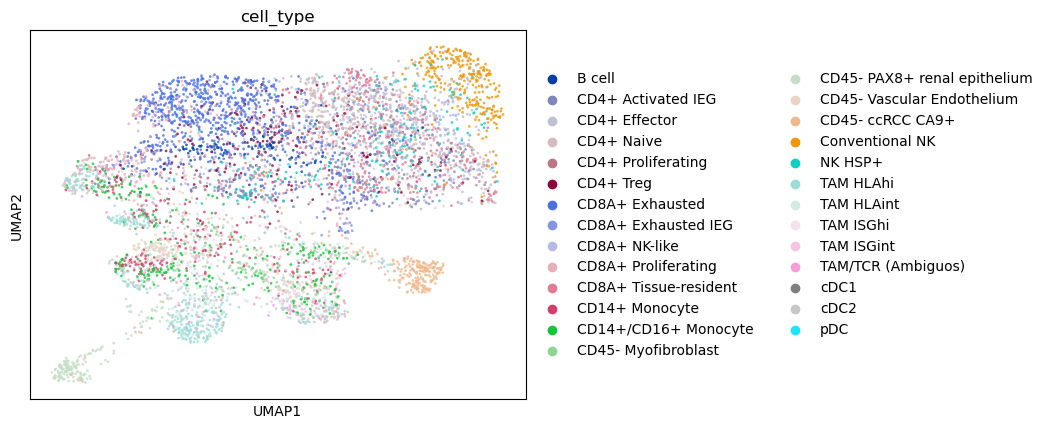 cell_type
UMAP2
UMAP1
B cell
CD4+ Activated IEG
CD4+ Effector
CD4+ Naive
CD4+ Proliferating
CD4+ Treg
CD8A+ Exhausted
CD8A+ Exhausted IEG
CD8A+ NK-like
CD8A+ Proliferating
CD8A+ Tissue-resident
CD14+ Monocyte
CD14+/CD16+ Monocyte
CD45- Myofibroblast
CD45- PAX8+ renal epithelium
CD45- Vascular Endothelium
CD45- ccRCC CA9+
Conventional NK
NK HSP+
TAM HLAhi
TAM HLAint
TAM ISGhi
TAM ISGint
TAM/TCR (Ambiguos)
cDC1
cDC2
pDC